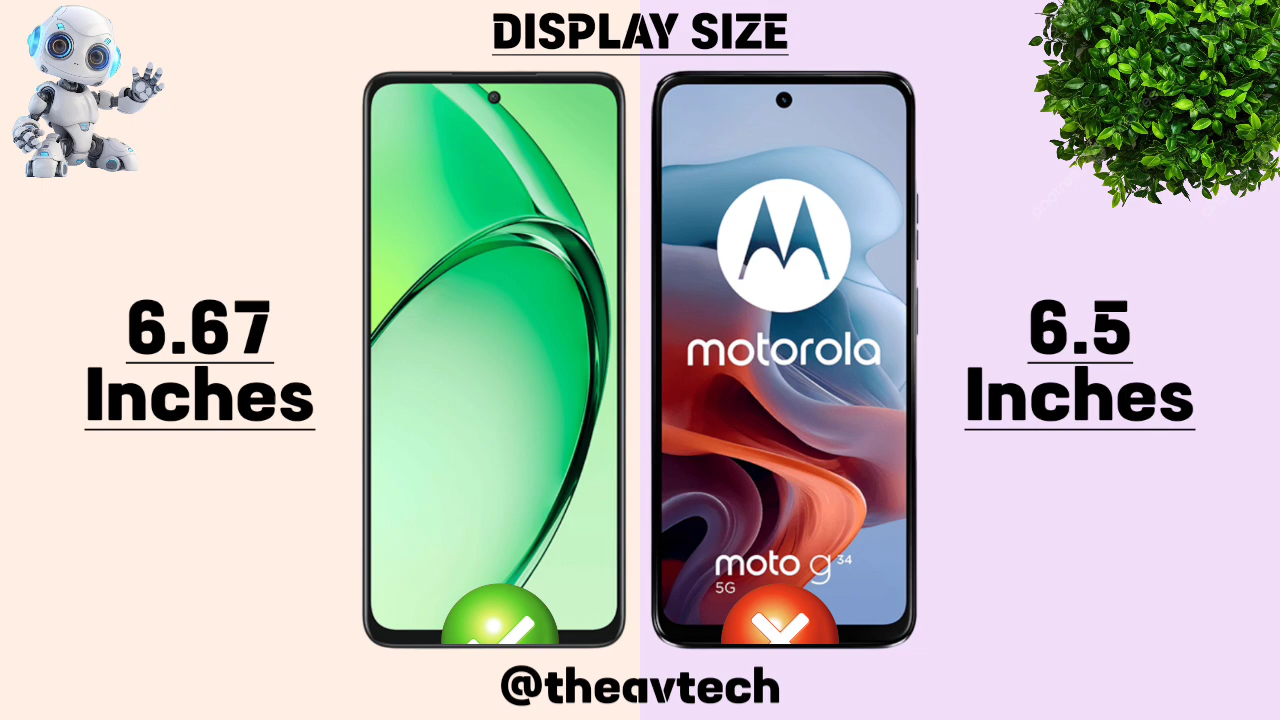 DISPLAY SIZE
6.67
Inches
motorola
moto g 34
5G
6.5
Inches
@theavtech